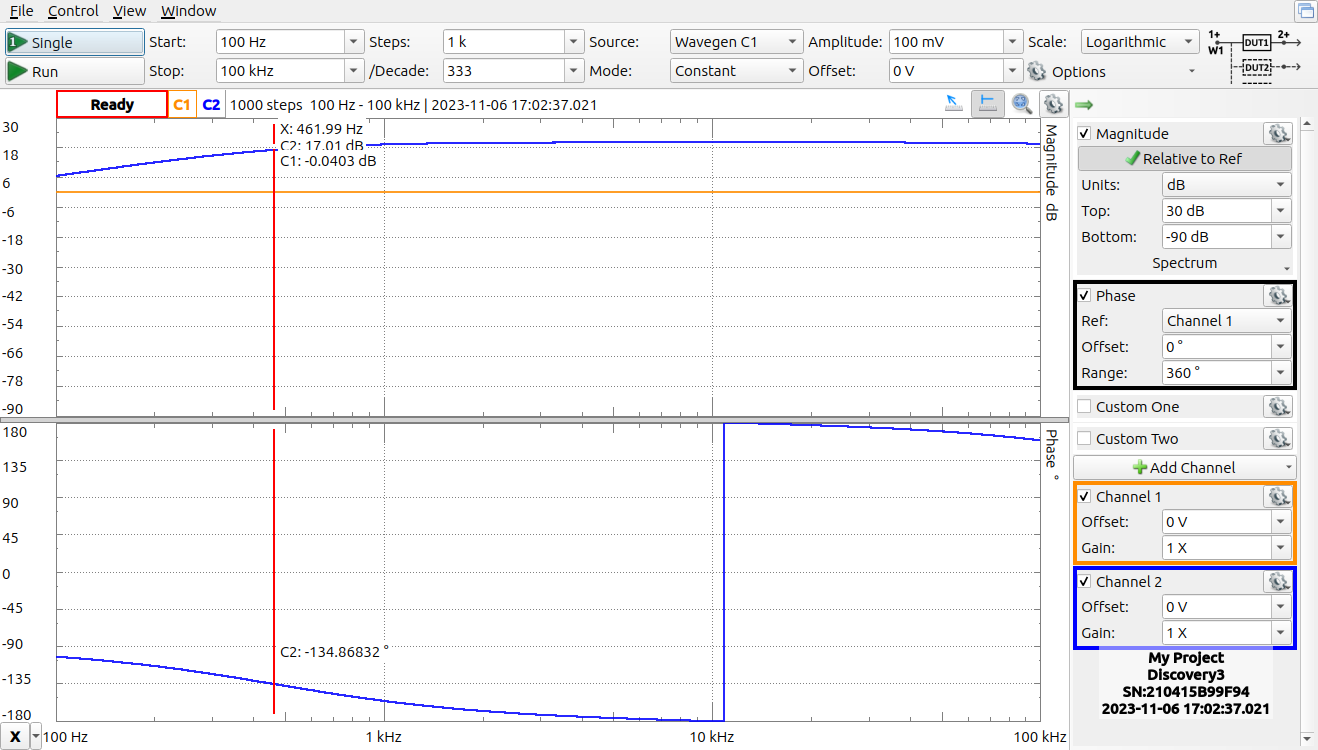 File Control View Window
1 Single Start: 100 Hz Steps: 1 k Source: Wavegen C1 Amplitude: 100 mV Scale: Logarithmic 1+ W1 DUT1 2+
Run Stop: 100 kHz /Decade: 333 Mode: Constant Offset: 0 V Options DUT2
Ready C1 C2 1000 steps 100 Hz - 100 kHz | 2023-11-06 17:02:37.021
X: 461.99 Hz
C2: 17.01 dB
C1: -0.0403 dB
30
18
6
-6
-18
-30
-42
-54
-66
-78
-90
Magnitude dB
180
135
90
45
0
-45
-90
-135
-180
C2: -134.86832 °
Phase °
X 100 Hz 1 kHz 10 kHz 100 kHz
Magnitude
Relative to Ref
Units: dB
Top: 30 dB
Bottom: -90 dB
Spectrum
Phase
Ref: Channel 1
Offset: 0 °
Range: 360 °
Custom One
Custom Two
Add Channel
Channel 1
Offset: 0 V
Gain: 1 X
Channel 2
Offset: 0 V
Gain: 1 X
My Project
Discovery3
SN:210415B99F94
2023-11-06 17:02:37.021